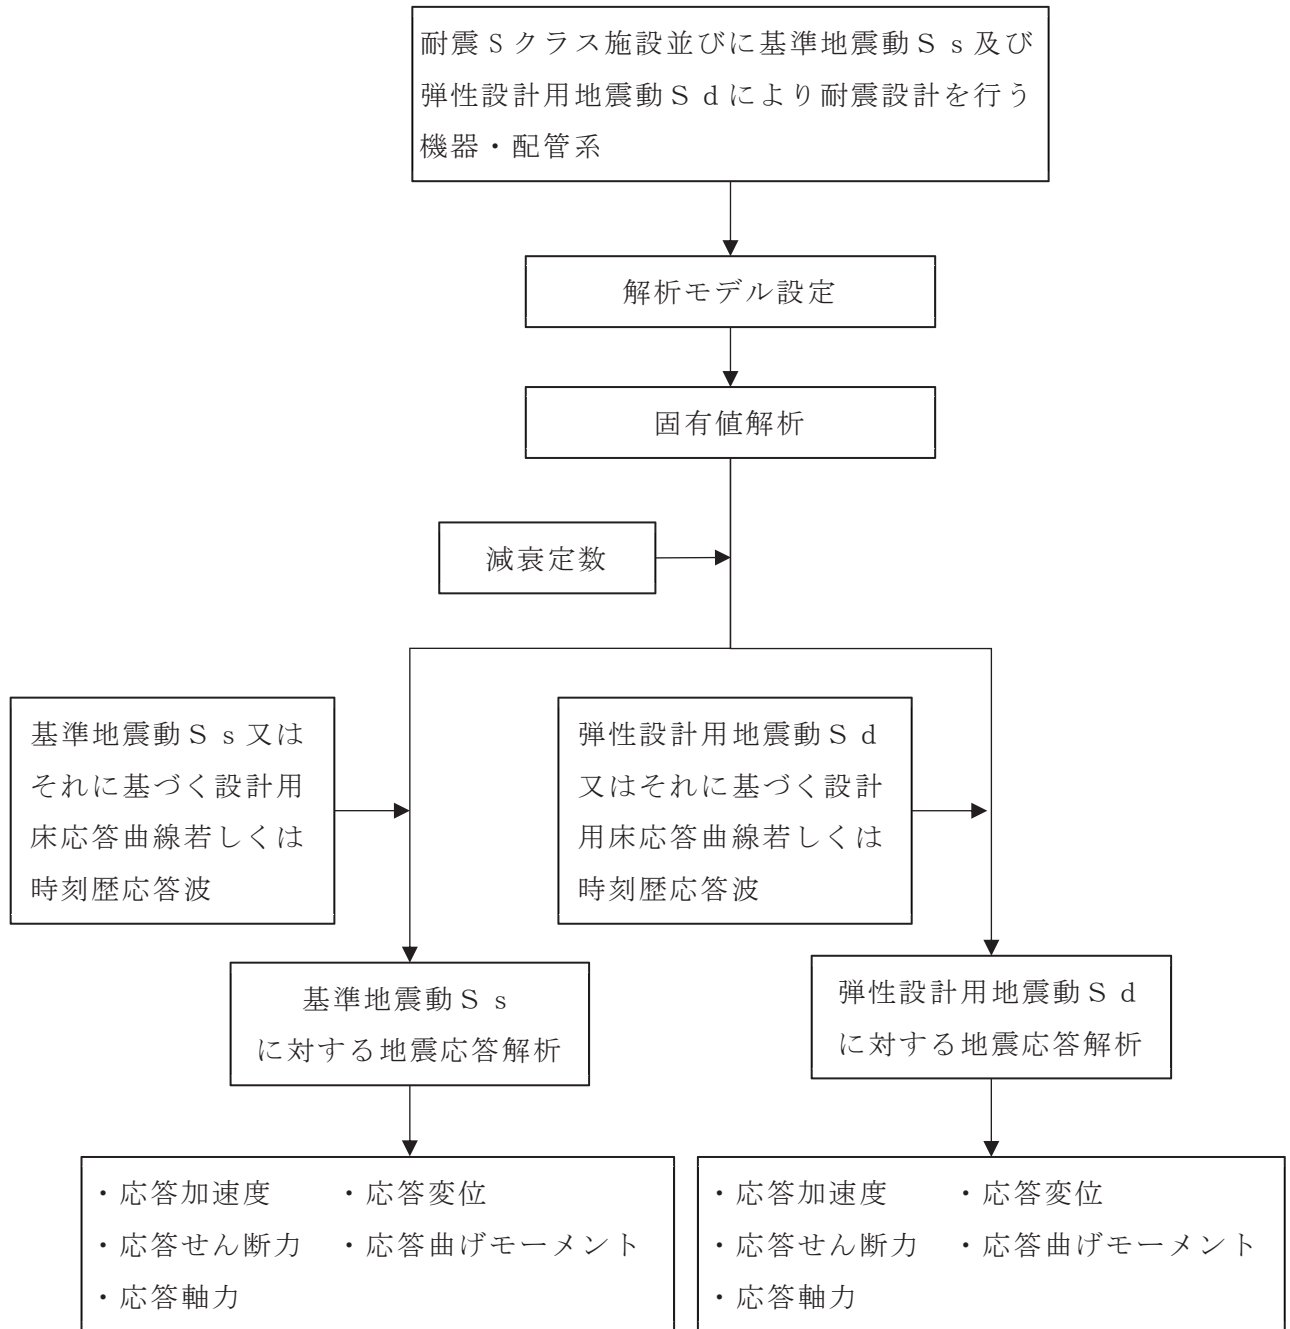 耐震Sクラス施設並びに基準地震動Ｓｓ及び
弾性設計用地震動Ｓｄにより耐震設計を行う
機器・配管系
解析モデル設定
固有値解析
減衰定数
基準地震動Ｓｓ又は
それに基づく設計用
床応答曲線若しくは
時刻歴応答波
弾性設計用地震動Ｓｄ
又はそれに基づく設計
用床応答曲線若しくは
時刻歴応答波
基準地震動Ｓｓ
に対する地震応答解析
弾性設計用地震動Ｓｄ
に対する地震応答解析
・応答加速度　　・応答変位
・応答せん断力　・応答曲げモーメント
・応答軸力
・応答加速度　　・応答変位
・応答せん断力　・応答曲げモーメント
・応答軸力